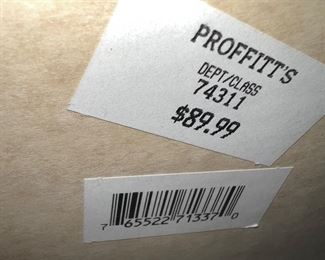 PROFFITT'S
DEPT/CLASS
74311
$89.99
7 65522 71337 0